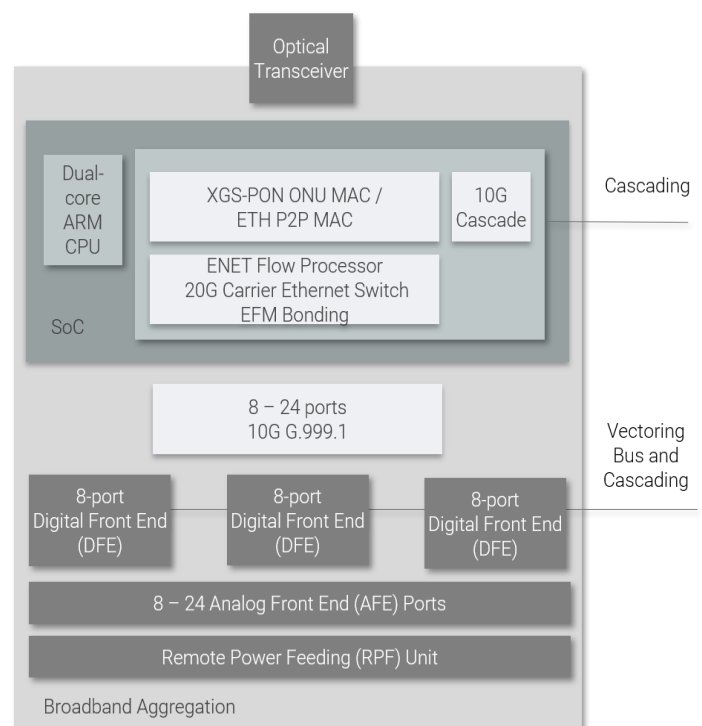 Optical
Transceiver
Dual-
core
ARM
CPU
XGS-PON ONU MAC /
ETH P2P MAC
10G
Cascade
Cascading
ENET Flow Processor
20G Carrier Ethernet Switch
EFM Bonding
SoC
8 – 24 ports
10G G.999.1
Vectoring
Bus and
Cascading
8-port
Digital Front End
(DFE)
8-port
Digital Front End
(DFE)
8-port
Digital Front End
(DFE)
8 – 24 Analog Front End (AFE) Ports
Remote Power Feeding (RPF) Unit
Broadband Aggregation